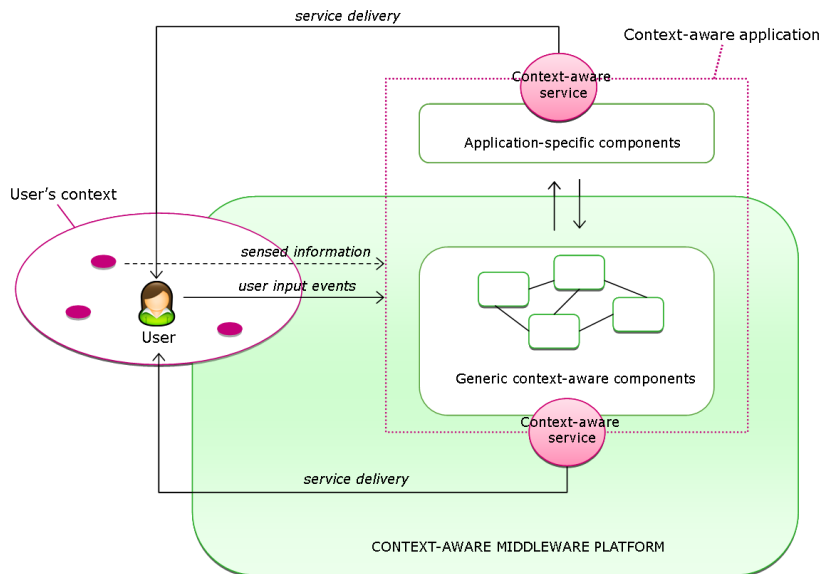 service delivery
Context-aware application
Context-aware
service
Application-specific components
User's context
sensed information
user input events
User
Generic context-aware components
Context-aware
service
service delivery
CONTEXT-AWARE MIDDLEWARE PLATFORM